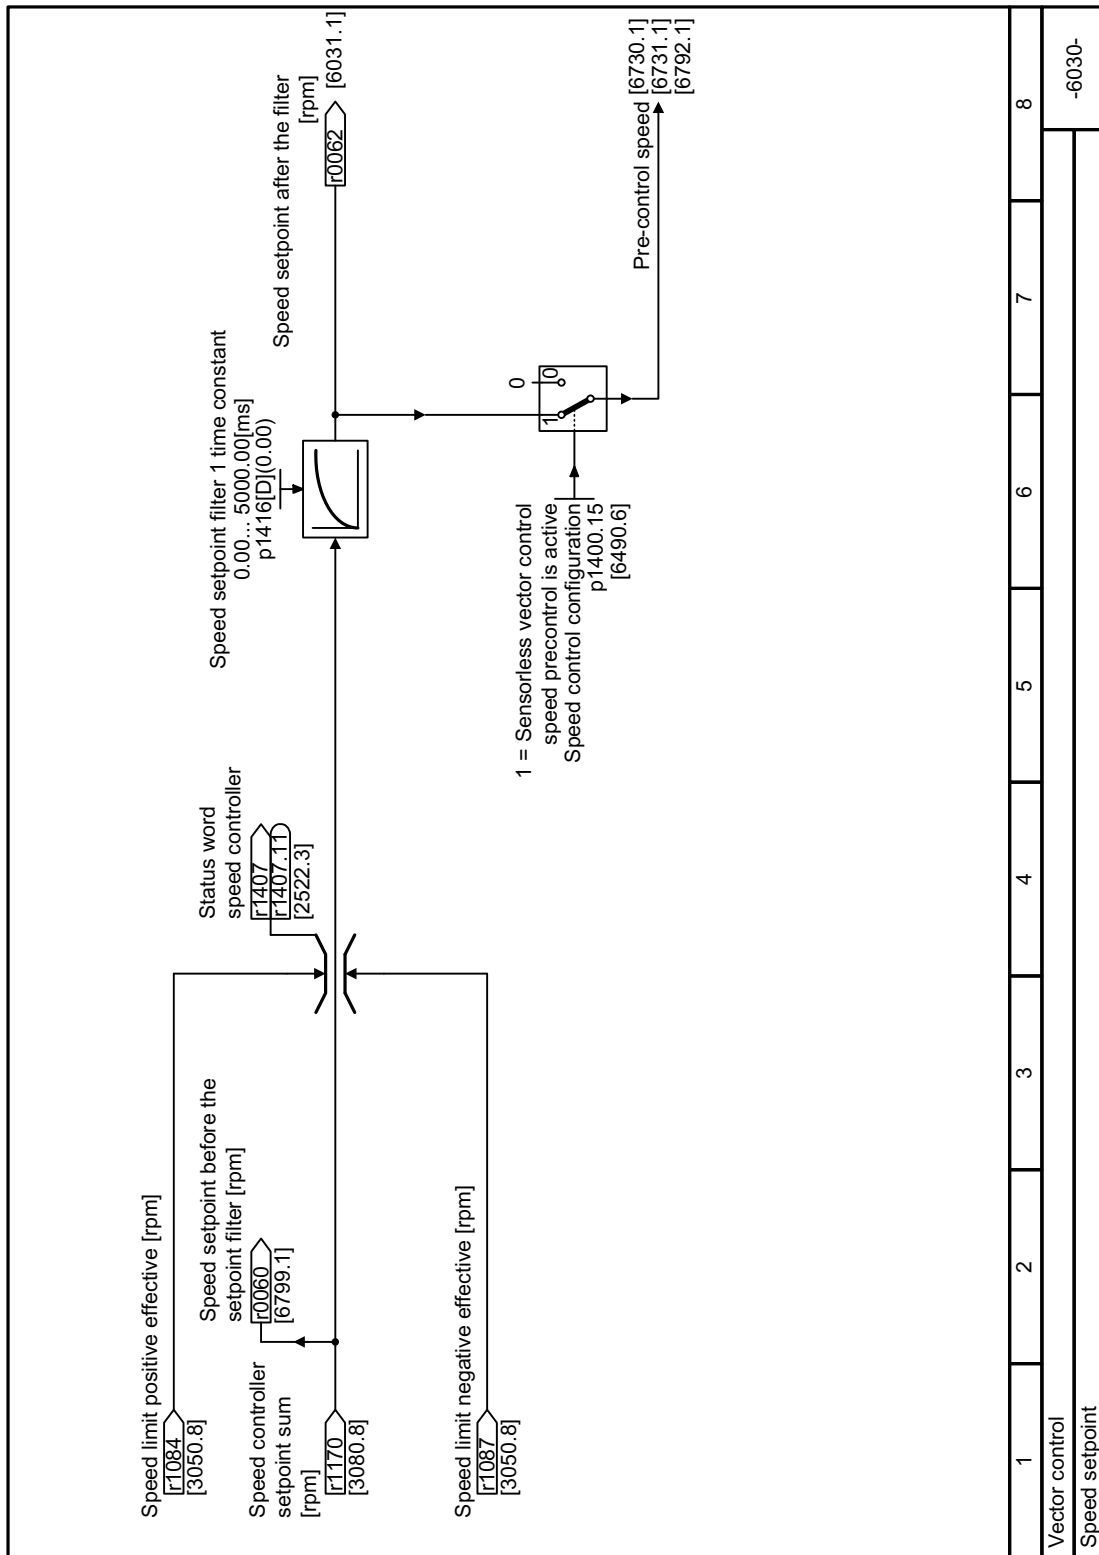 Speed limit positive effective [rpm]
r1084
[3050.8]
Speed setpoint before the
setpoint filter [rpm]
r0060
[6799.1]
Speed controller
setpoint sum
[rpm]
r1170
[3080.8]
Speed limit negative effective [rpm]
r1087
[3050.8]
Status word
speed controller
r1407
r1407.11
[2522.3]
Speed setpoint filter 1 time constant
0.00... 5000.00[ms]
p1416[D](0.00)
Speed setpoint after the filter
[rpm]
r0062
[6031.1]
1 = Sensorless vector control
speed precontrol is active
Speed control configuration
p1400.15
[6490.6]
0
1
0
Pre-control speed
[6730.1]
[6731.1]
[6792.1]
1 2 3 4 5 6 7 8
Vector control
Speed setpoint
-6030-